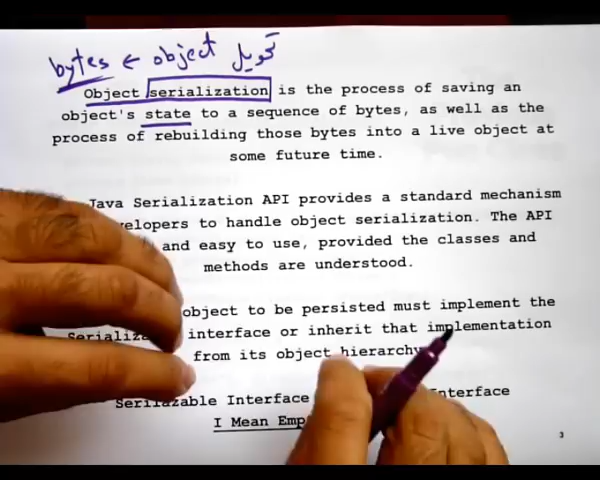 تحويل object ← bytes
Object serialization is the process of saving an
object's state to a sequence of bytes, as well as the
process of rebuilding those bytes into a live object at
some future time.
Java Serialization API provides a standard mechanism
velopers to handle object serialization. The API
and easy to use, provided the classes and
methods are understood.
object to be persisted must implement the
Serializ interface or inherit that implementation
from its object hierarchy
Serilazable Interface Interface
I Mean Emp
3